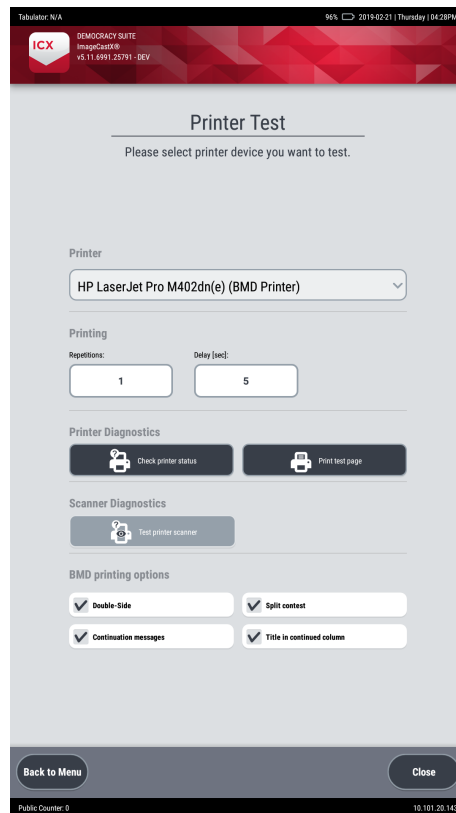 Tabulator: N/A 96% 2019-02-21 | Thursday | 04:28PM
ICX
DEMOCRACY SUITE
ImageCastX®
v5.11.6991.25791 - DEV
Printer Test
Please select printer device you want to test.
Printer
HP LaserJet Pro M402dn(e) (BMD Printer)
Printing
Repetitions: Delay [sec]:
1 5
Printer Diagnostics
Check printer status Print test page
Scanner Diagnostics
Test printer scanner
BMD printing options
Double-Side Split contest
Continuation messages Title in continued column
Back to Menu Close
Public Counter: 0 10.101.20.143